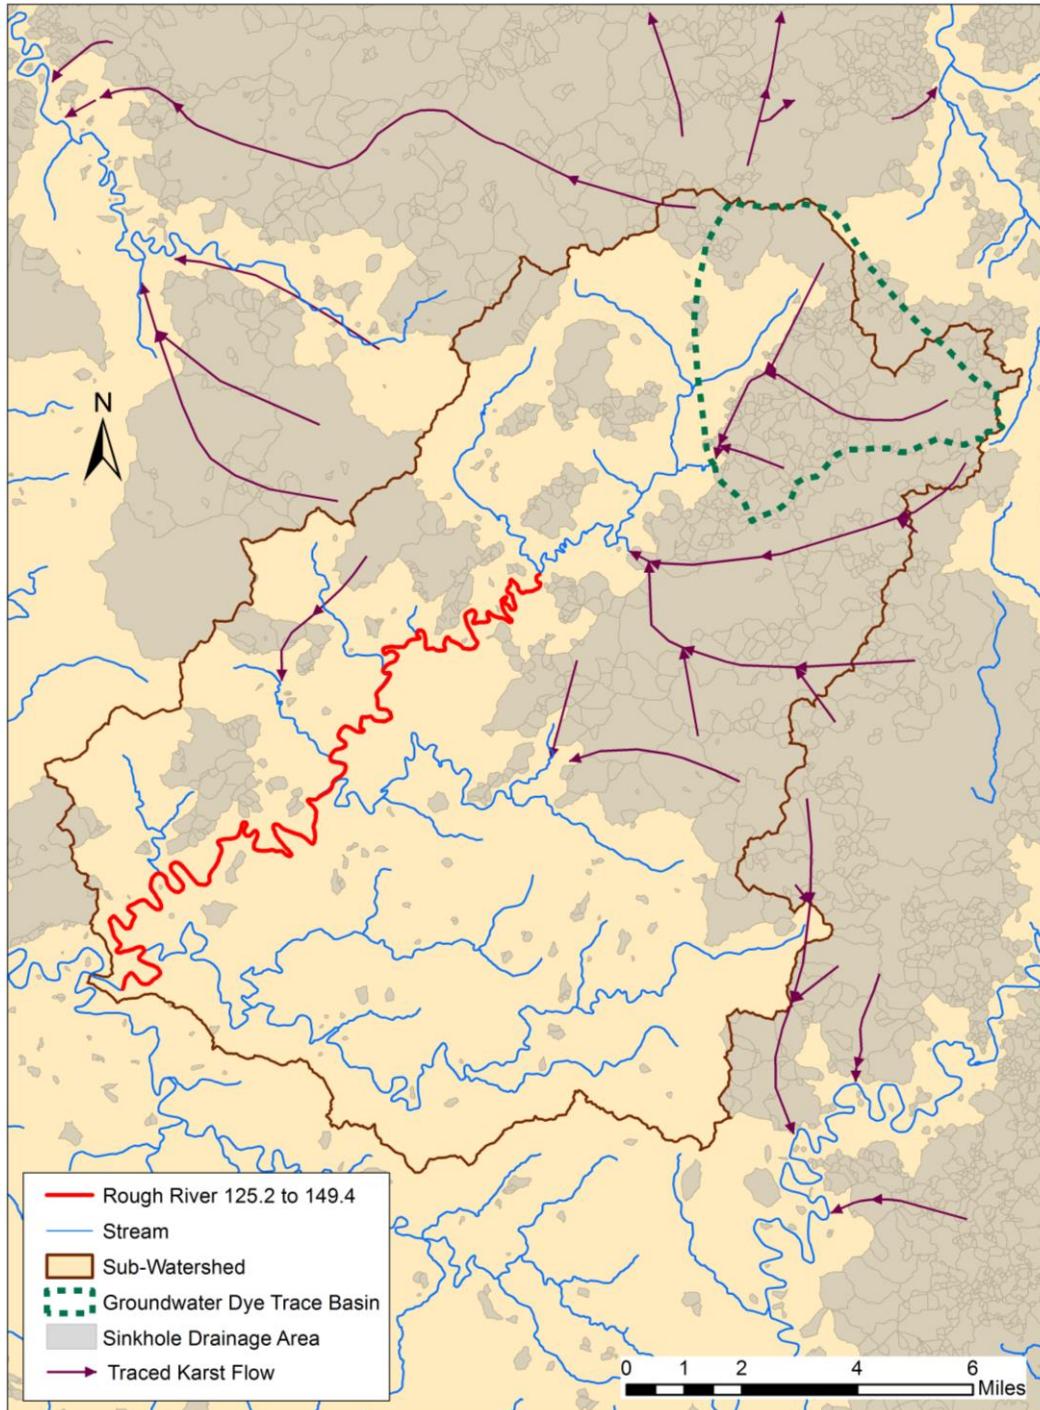 N
Rough River 125.2 to 149.4
Stream
Sub-Watershed
Groundwater Dye Trace Basin
Sinkhole Drainage Area
Traced Karst Flow
0 1 2 4 6
Miles